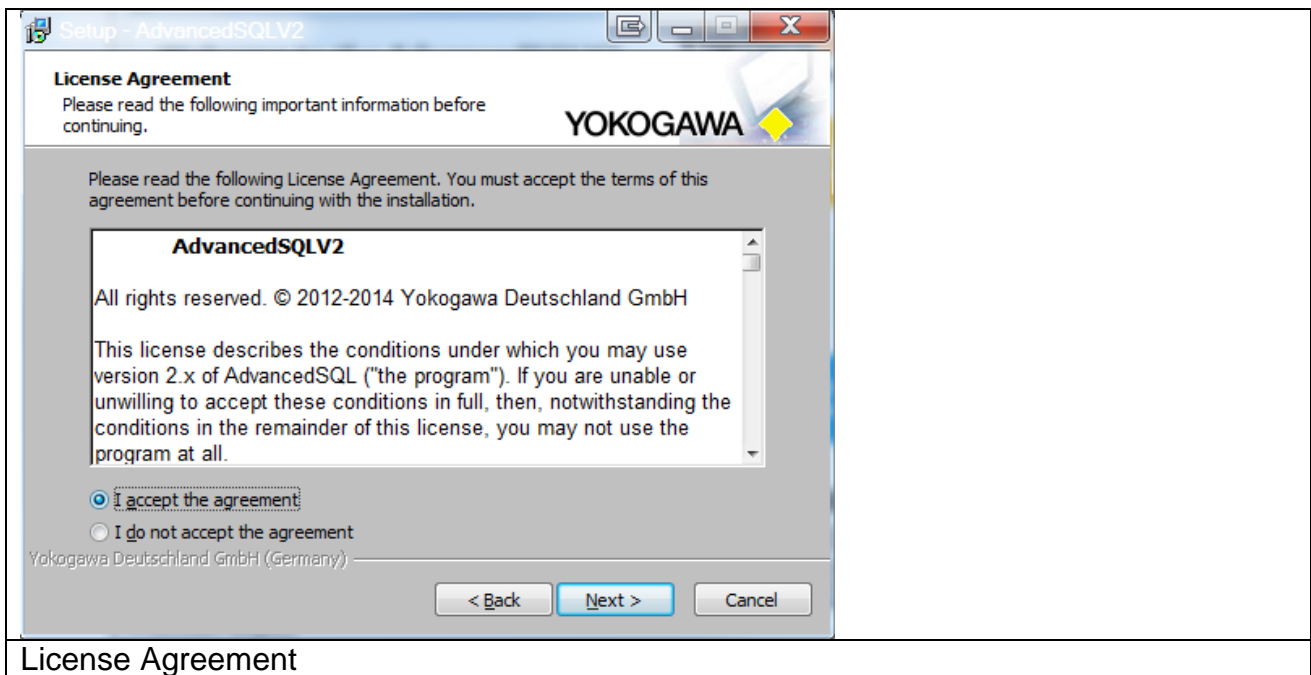 Setup - AdvancedSQLV2
License Agreement
Please read the following important information before
continuing.
YOKOGAWA
Please read the following License Agreement. You must accept the terms of this
agreement before continuing with the installation.
AdvancedSQLV2
All rights reserved. © 2012-2014 Yokogawa Deutschland GmbH
This license describes the conditions under which you may use
version 2.x of AdvancedSQL ("the program"). If you are unable or
unwilling to accept these conditions in full, then, notwithstanding the
conditions in the remainder of this license, you may not use the
program at all.
I accept the agreement
I do not accept the agreement
Yokogawa Deutschland GmbH (Germany)
< Back Next > Cancel
License Agreement